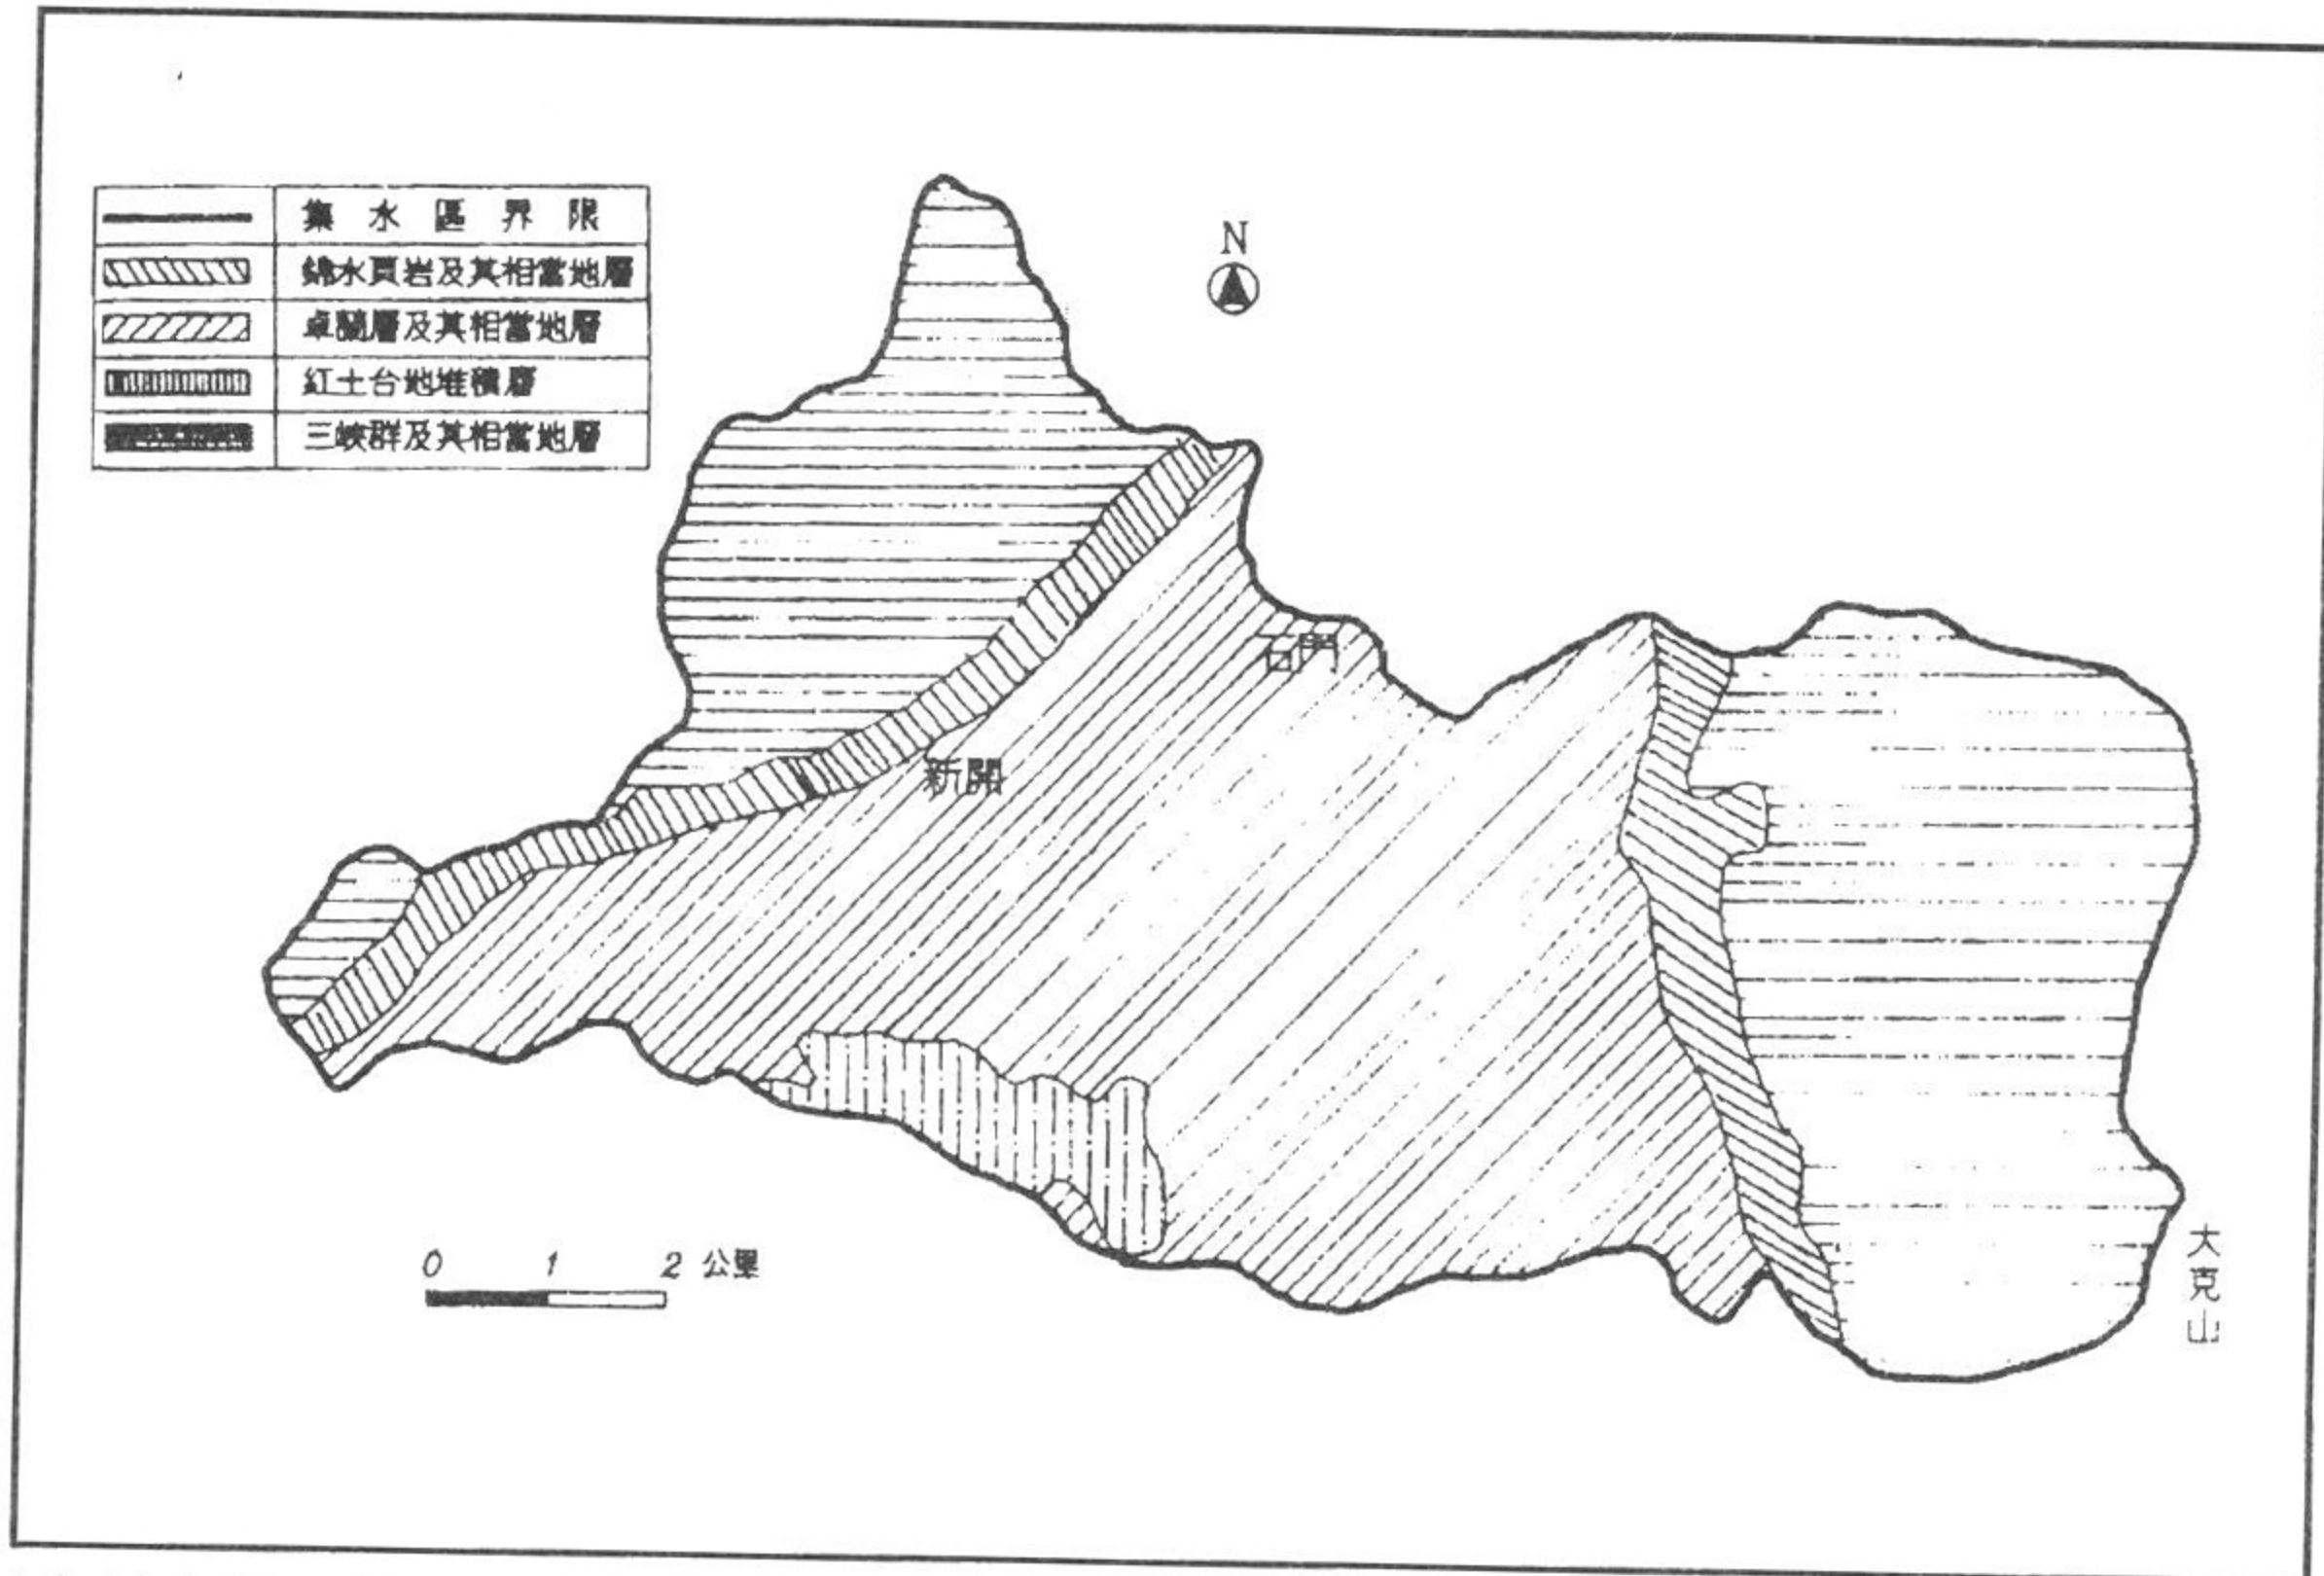 集水區界限
錦水頁岩及其相當地層
卓蘭層及其相當地層
紅土台地堆積層
三峽群及其相當地層
N
石門
新開
0 1 2 公里
大克山